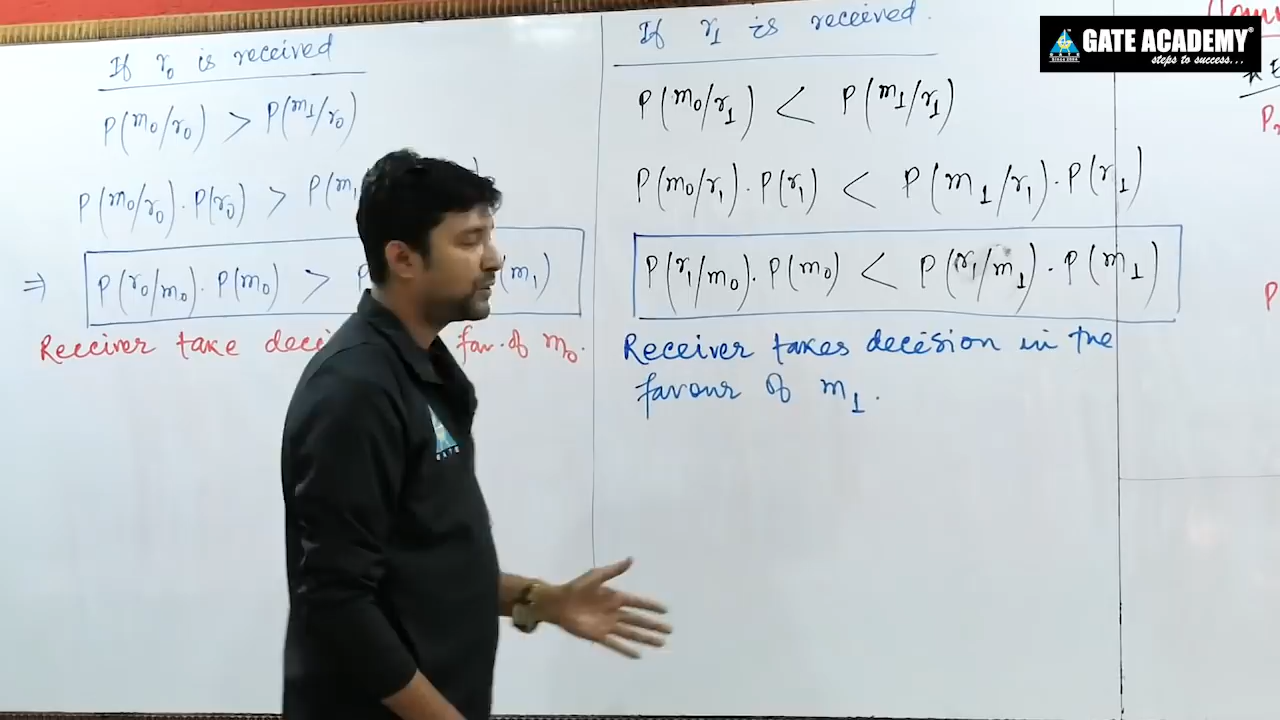 If r₀ is received
P(m₀/r₀) > P(m₁/r₀)
P(m₀/r₀)·P(r₀) > P(m₁
⇒ P(r₀/m₀)·P(m₀) > P (m₁)
Receiver take deci fav. of m₀.
If r₁ is received.
P(m₀/r₁) < P(m₁/r₁)
P(m₀/r₁)·P(r₁) < P(m₁/r₁)·P(r₁)
P(r₁/m₀)·P(m₀) < P(r₁/m₁)·P(m₁)
Receiver takes decision in the
favour of m₁.
GATE ACADEMY®
steps to success...
GATE